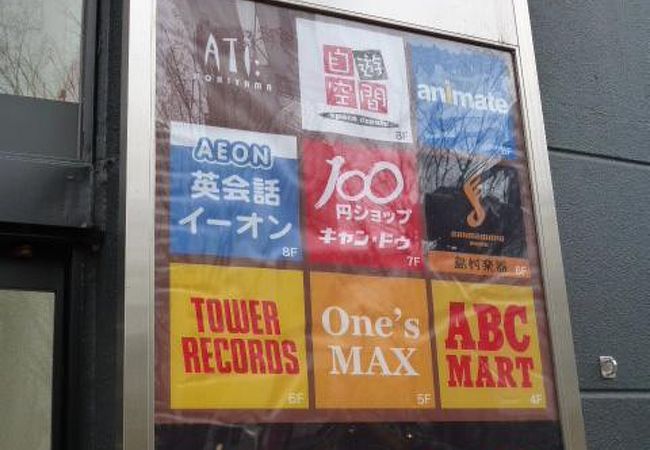 ATi:
KORIYAMA
自遊
空間
space create
8F
animate
AEON
英会話
イーオン
8F
100
円ショップ
キャン・ドゥ
7F
島村楽器
6F
TOWER
RECORDS
6F
One's
MAX
5F
ABC
MART
4F